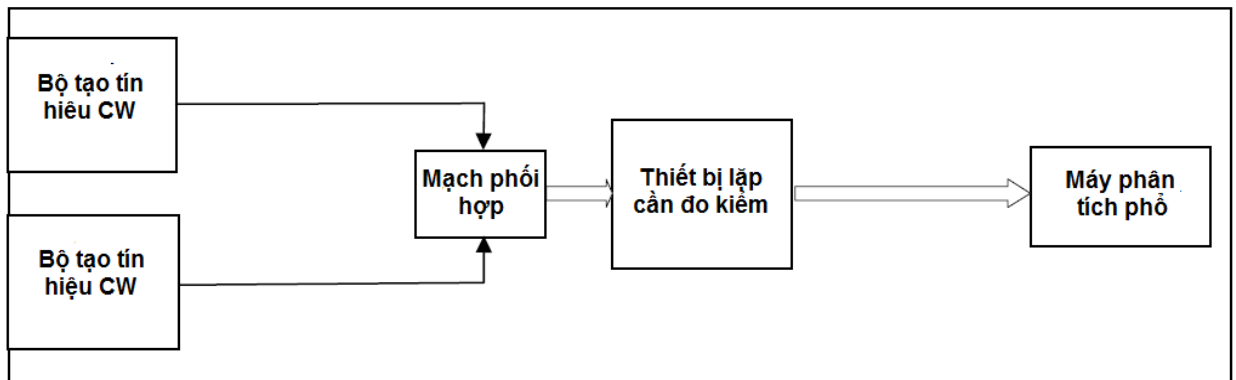 Bộ tạo tín
hiêu CW
Mạch phối
hợp
Thiết bị lặp
cần đo kiểm
Máy phân
tích phổ
Bộ tạo tín
hiệu CW